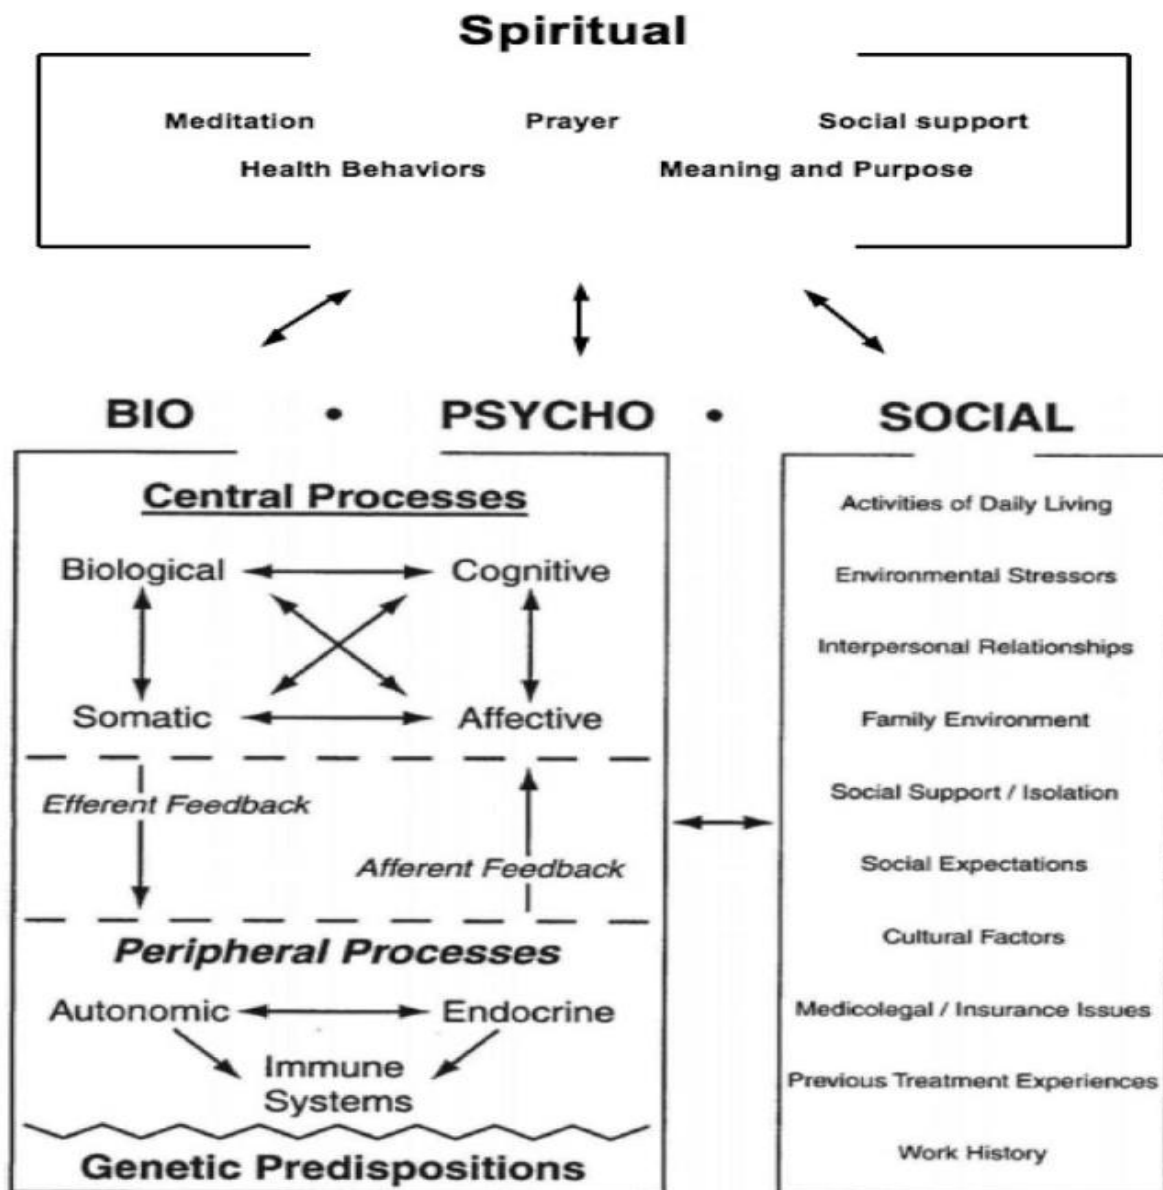 Spiritual
Meditation Prayer Social support
Health Behaviors Meaning and Purpose
BIO • PSYCHO • SOCIAL
Central Processes
Biological Cognitive
Somatic Affective
Efferent Feedback
Afferent Feedback
Peripheral Processes
Autonomic Endocrine
Immune
Systems
Genetic Predispositions
Activities of Daily Living
Environmental Stressors
Interpersonal Relationships
Family Environment
Social Support / Isolation
Social Expectations
Cultural Factors
Medicolegal / Insurance Issues
Previous Treatment Experiences
Work History